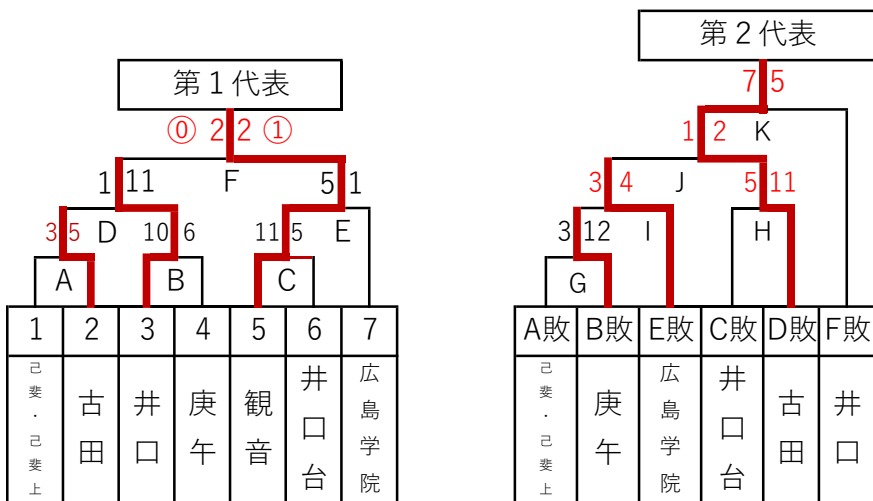 第２代表
7 5
第１代表
⓪ 2 2 ①
1 2 K
1 11 F 5 1
3 4 J 5 11
3 5 D 10 6 11 5 E
3 12 I H
A B C
G
1 2 3 4 5 6 7
A敗 B敗 E敗 C敗 D敗 F敗
己斐・己斐上
古田
井口
庚午
観音
井口台
広島学院
己斐・己斐上
庚午
広島学院
井口台
古田
井口